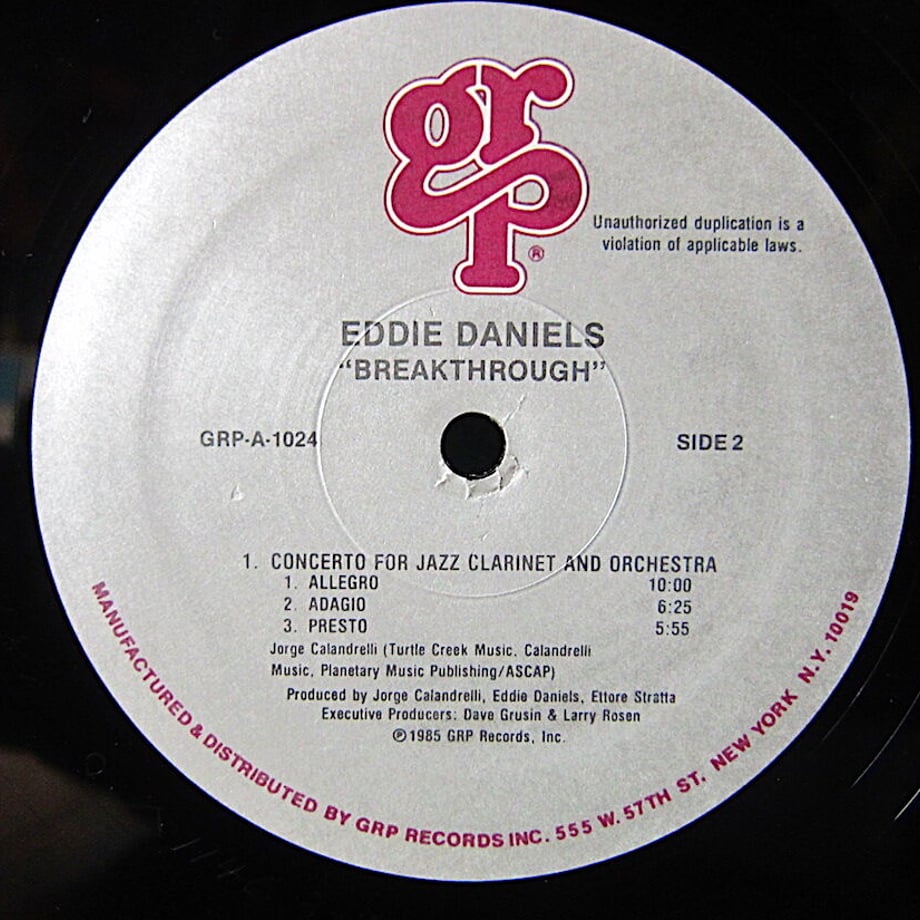 grp®
Unauthorized duplication is a
violation of applicable laws.
EDDIE DANIELS
“BREAKTHROUGH”
GRP-A-1024
SIDE 2
1. CONCERTO FOR JAZZ CLARINET AND ORCHESTRA
1. ALLEGRO 10:00
2. ADAGIO 6:25
3. PRESTO 5:55
Jorge Calandrelli (Turtle Creek Music, Calandrelli
Music, Planetary Music Publishing/ASCAP)
Produced by Jorge Calandrelli, Eddie Daniels, Ettore Stratta
Executive Producers: Dave Grusin & Larry Rosen
℗1985 GRP Records, Inc.
MANUFACTURED & DISTRIBUTED BY GRP RECORDS INC. 555 W. 57TH ST. NEW YORK N.Y. 10019